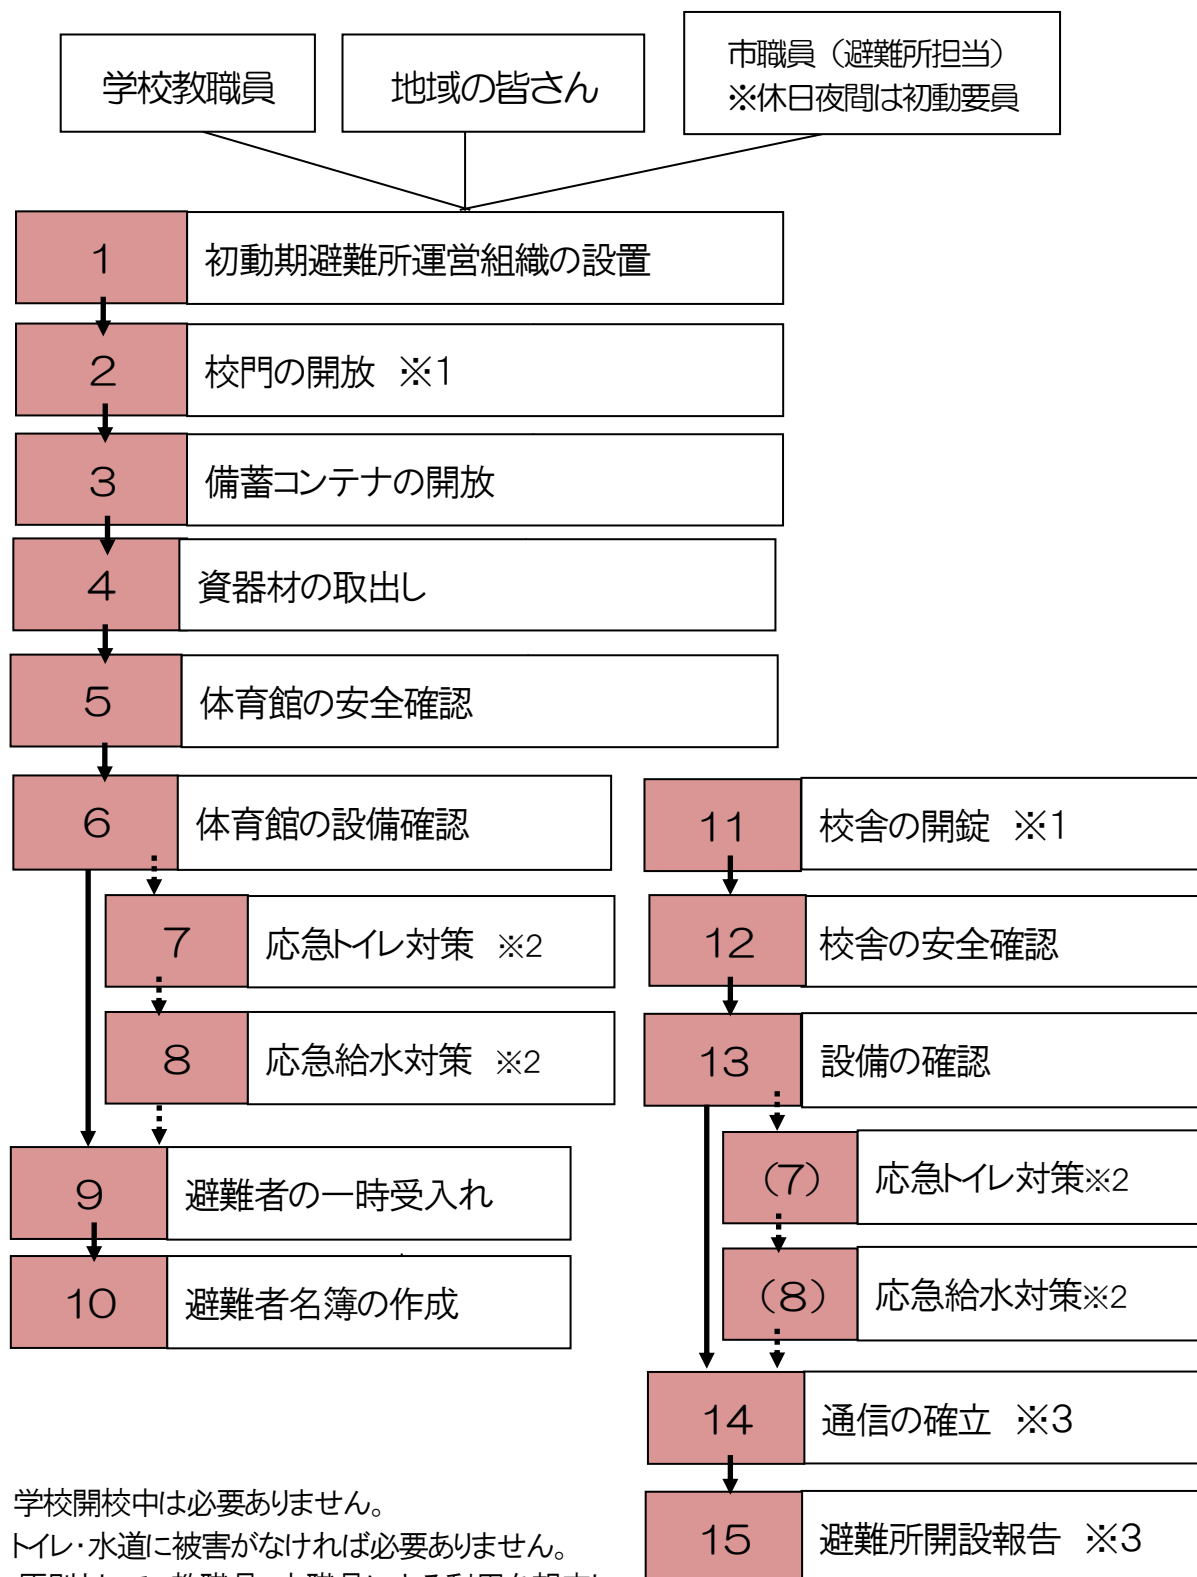 学校教職員
地域の皆さん
市職員（避難所担当）
※休日夜間は初動要員
1 初動期避難所運営組織の設置
2 校門の開放 ※1
3 備蓄コンテナの開放
4 資器材の取出し
5 体育館の安全確認
6 体育館の設備確認
7 応急トイレ対策 ※2
8 応急給水対策 ※2
9 避難者の一時受入れ
10 避難者名簿の作成
11 校舎の開錠 ※1
12 校舎の安全確認
13 設備の確認
(7) 応急トイレ対策※2
(8) 応急給水対策※2
14 通信の確立 ※3
15 避難所開設報告 ※3
学校開校中は必要ありません。
トイレ・水道に被害がなければ必要ありません。